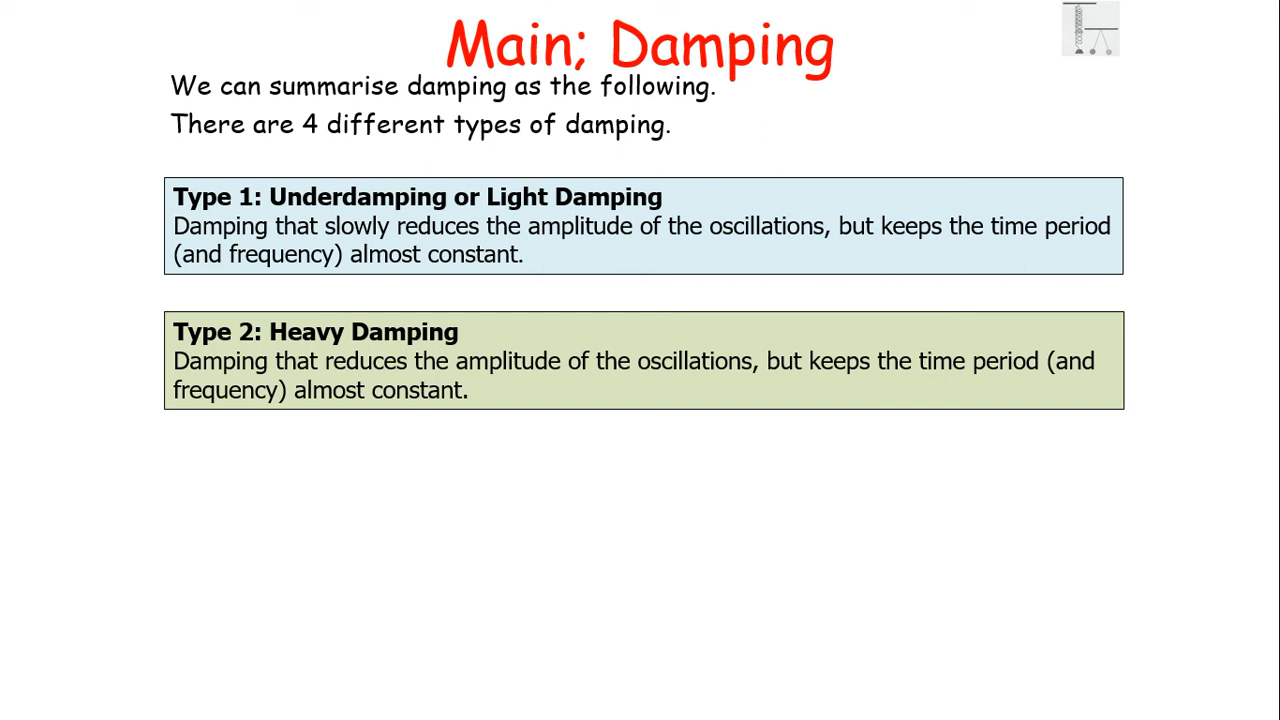 Main; Damping
We can summarise damping as the following.
There are 4 different types of damping.
Type 1: Underdamping or Light Damping
Damping that slowly reduces the amplitude of the oscillations, but keeps the time period
(and frequency) almost constant.
Type 2: Heavy Damping
Damping that reduces the amplitude of the oscillations, but keeps the time period (and
frequency) almost constant.